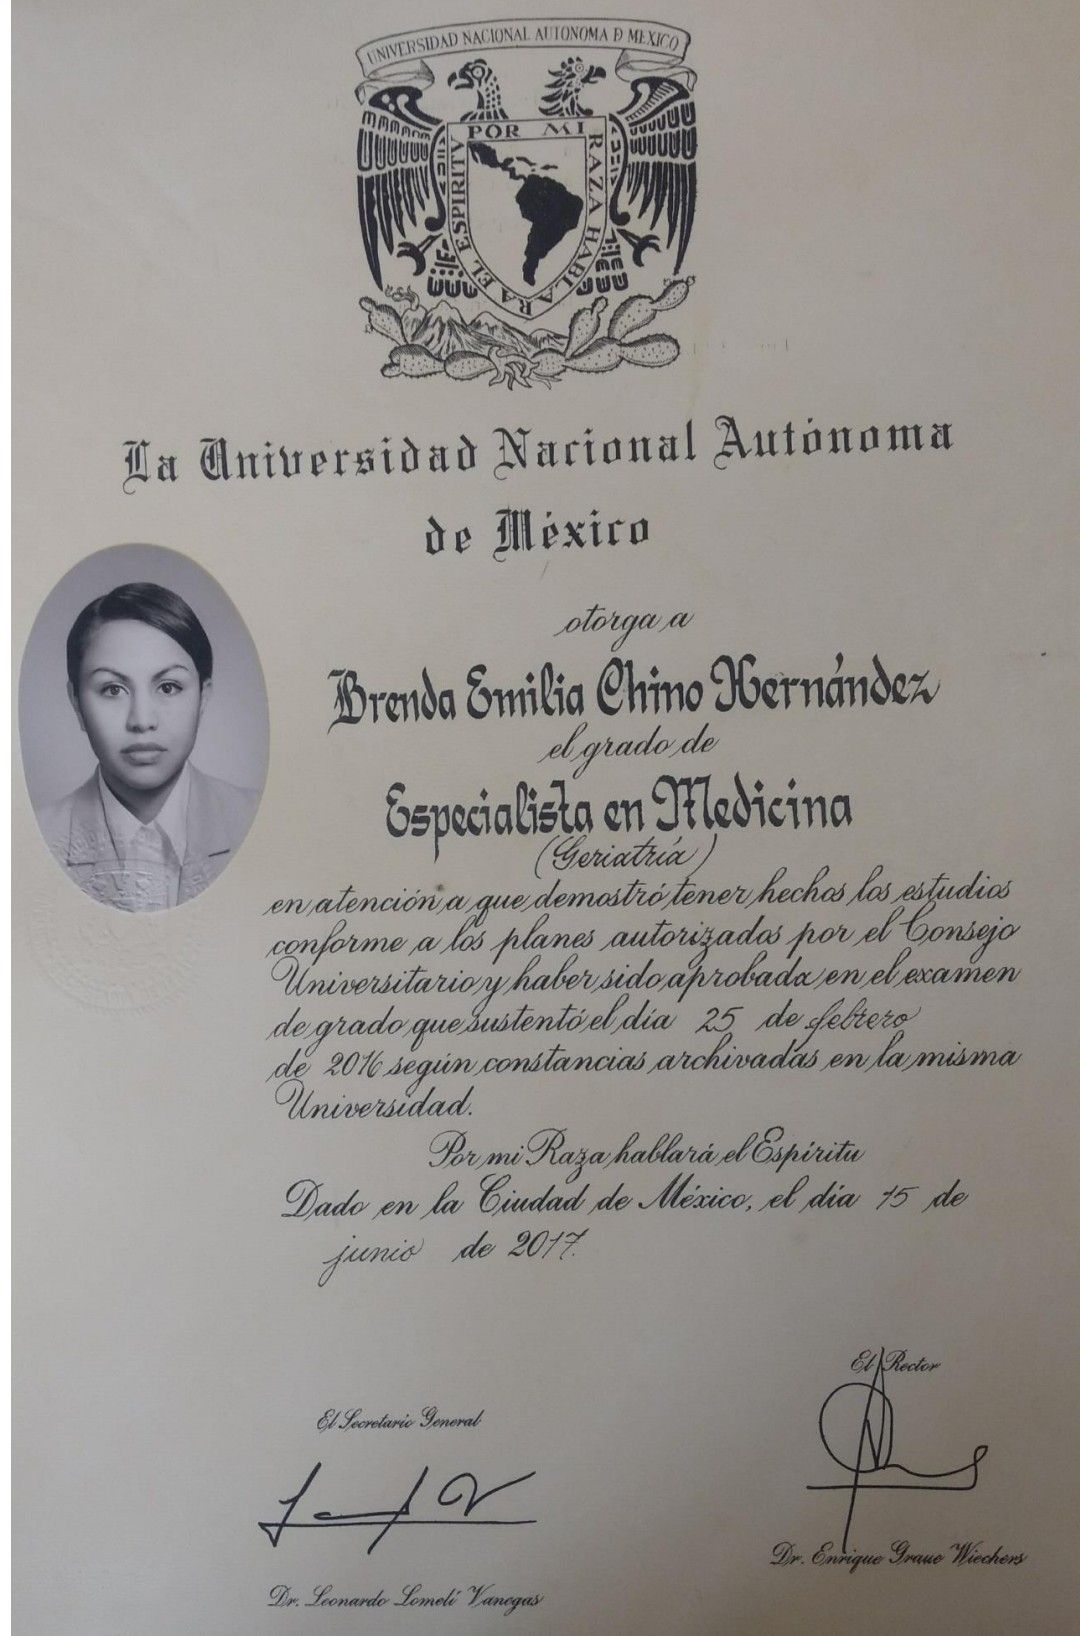 UNIVERSIDAD NACIONAL AUTONOMA D MEXICO
POR MI RAZA HABLARA EL ESPIRITV
La Universidad Nacional Autónoma
de México
otorga a
Brenda Emilia Chino Hernández
el grado de
Especialista en Medicina
(Geriatría)
en atención a que demostró tener hechos los estudios
conforme a los planes autorizados por el Consejo
Universitario y haber sido aprobada en el examen
de grado que sustentó el día 25 de febrero
de 2016 según constancias archivadas en la misma
Universidad.
Por mi Raza hablará el Espíritu
Dado en la Ciudad de México, el día 15 de
junio de 2017.
El Rector
El Secretario General
Dr. Enrique Graue Wiechers
Dr. Leonardo Lomelí Vanegas